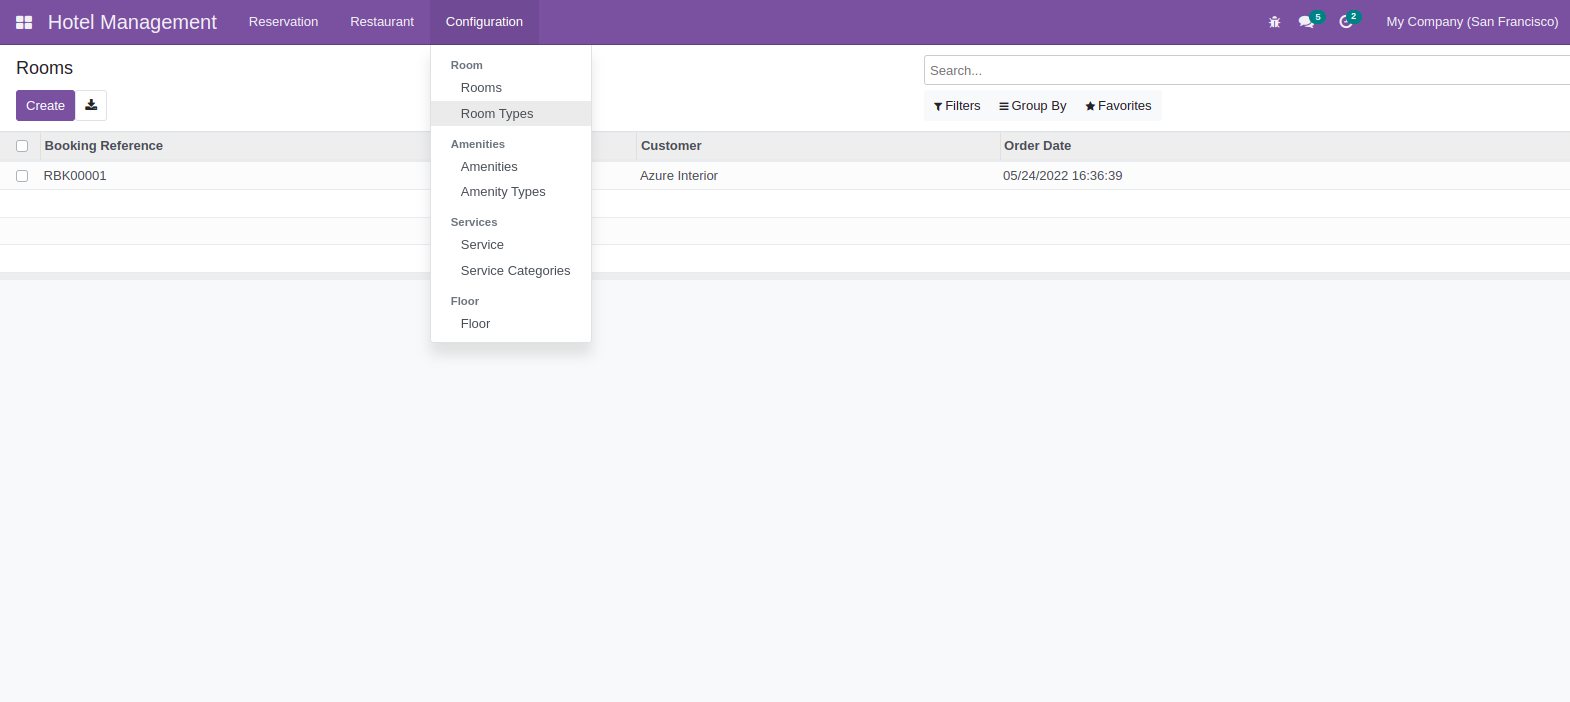 Hotel Management Reservation Restaurant Configuration 5 2 My Company (San Francisco)
Rooms
Search...
Create
Filters Group By Favorites
Room
Rooms
Room Types
Amenities
Amenities
Amenity Types
Services
Service
Service Categories
Floor
Floor
Booking Reference Customer Order Date
RBK00001 Azure Interior 05/24/2022 16:36:39